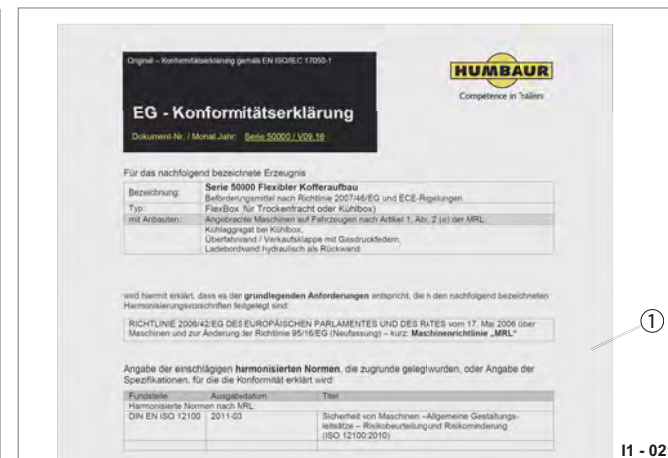 Original – Konformitätserklärung gemäß EN ISO/IEC 17050-1
HUMBAUR
Competence in Trailers
EG - Konformitätserklärung
Dokument-Nr. / Monat.Jahr: Serie 50000 / V09.16
Für das nachfolgend bezeichnete Erzeugnis
Bezeichnung: Serie 50000 Flexibler Kofferaufbau
Beförderungsmittel nach Richtlinie 2007/46/EG und ECE-Regelungen
Typ: FlexBox (für Trockenfracht oder Kühlbox)
mit Anbauten: Angebrachte Maschinen auf Fahrzeugen nach Artikel 1, Abs. 2 (e) der MRL:
Kühlaggregat bei Kühlbox,
Überfahrwand / Verkaufsklappe mit Gasdruckfedern,
Ladebordwand hydraulisch als Rückwand
wird hiermit erklärt, dass es der grundlegenden Anforderungen entspricht, die n den nachfolgend bezeichneten
Harmonisierungsvorschriften festgelegt sind:
RICHTLINIE 2006/42/EG DES EUROPÄISCHEN PARLAMENTES UND DES RATES vom 17. Mai 2006 über
Maschinen und zur Änderung der Richtlinie 95/16/EG (Neufassung) – kurz: Maschinenrichtlinie „MRL"
Angabe der einschlägigen harmonisierten Normen, die zugrunde gelegt wurden, oder Angabe der
Spezifikationen, für die die Konformität erklärt wird:
Fundstelle Ausgabedatum Titel
Harmonisierte Normen nach MRL:
DIN EN ISO 12100 2011-03 Sicherheit von Maschinen –Allgemeine Gestaltungs-
leitsätze – Risikobeurteilung und Risikominderung
(ISO 12100:2010)
1
I1 - 02